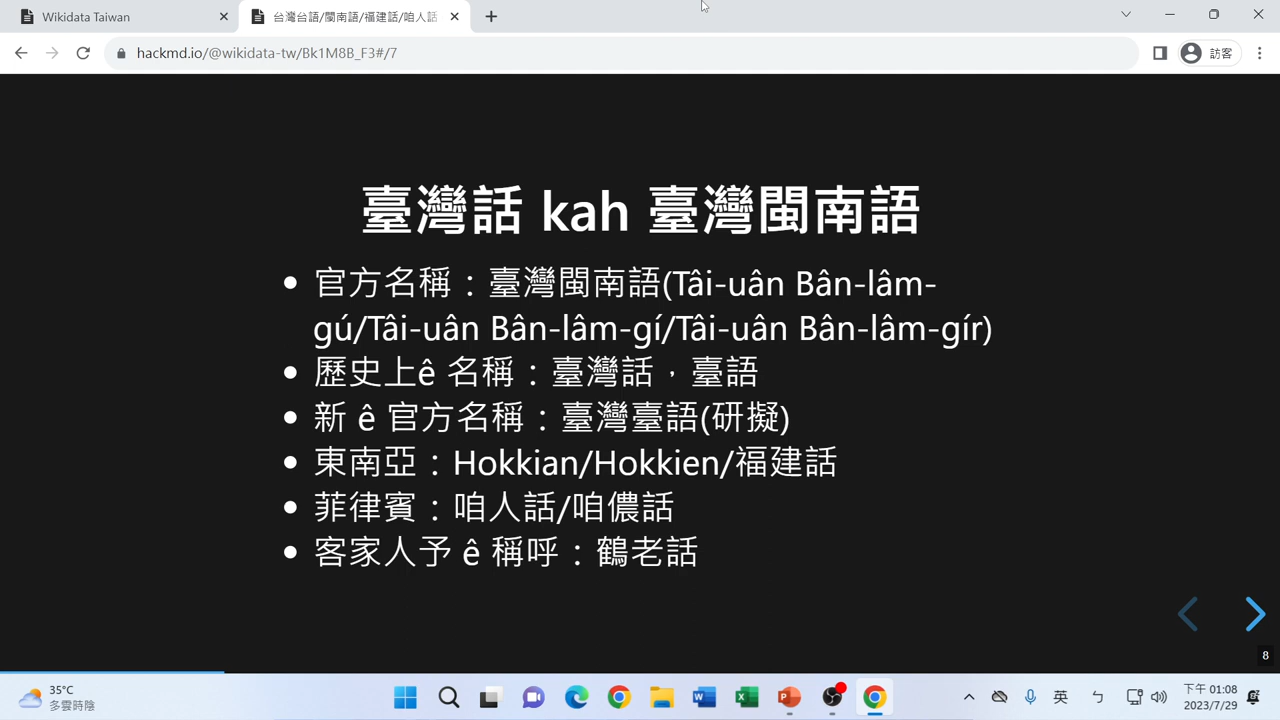 Wikidata Taiwan
台灣台語/閩南語/福建話/咱人話
hackmd.io/@wikidata-tw/Bk1M8B_F3#/7
訪客
臺灣話 kah 臺灣閩南語
官方名稱：臺灣閩南語(Tâi-uân Bân-lâm-
gú/Tâi-uân Bân-lâm-gí/Tâi-uân Bân-lâm-gír)
歷史上ê 名稱：臺灣話，臺語
新 ê 官方名稱：臺灣臺語(研擬)
東南亞：Hokkian/Hokkien/福建話
菲律賓：咱人話/咱儂話
客家人予 ê 稱呼：鶴老話
8
35°C
多雲時陰
英
ㄅ
下午 01:08
2023/7/29